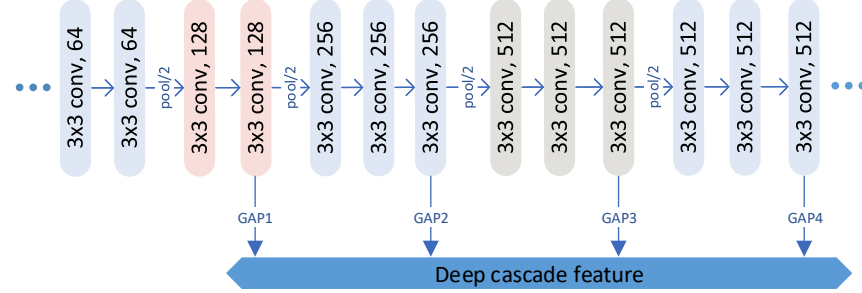 3x3 conv, 64
3x3 conv, 64
pool/2
3x3 conv, 128
3x3 conv, 128
pool/2
3x3 conv, 256
3x3 conv, 256
3x3 conv, 256
pool/2
3x3 conv, 512
3x3 conv, 512
3x3 conv, 512
pool/2
3x3 conv, 512
3x3 conv, 512
3x3 conv, 512
GAP1
GAP2
GAP3
GAP4
Deep cascade feature